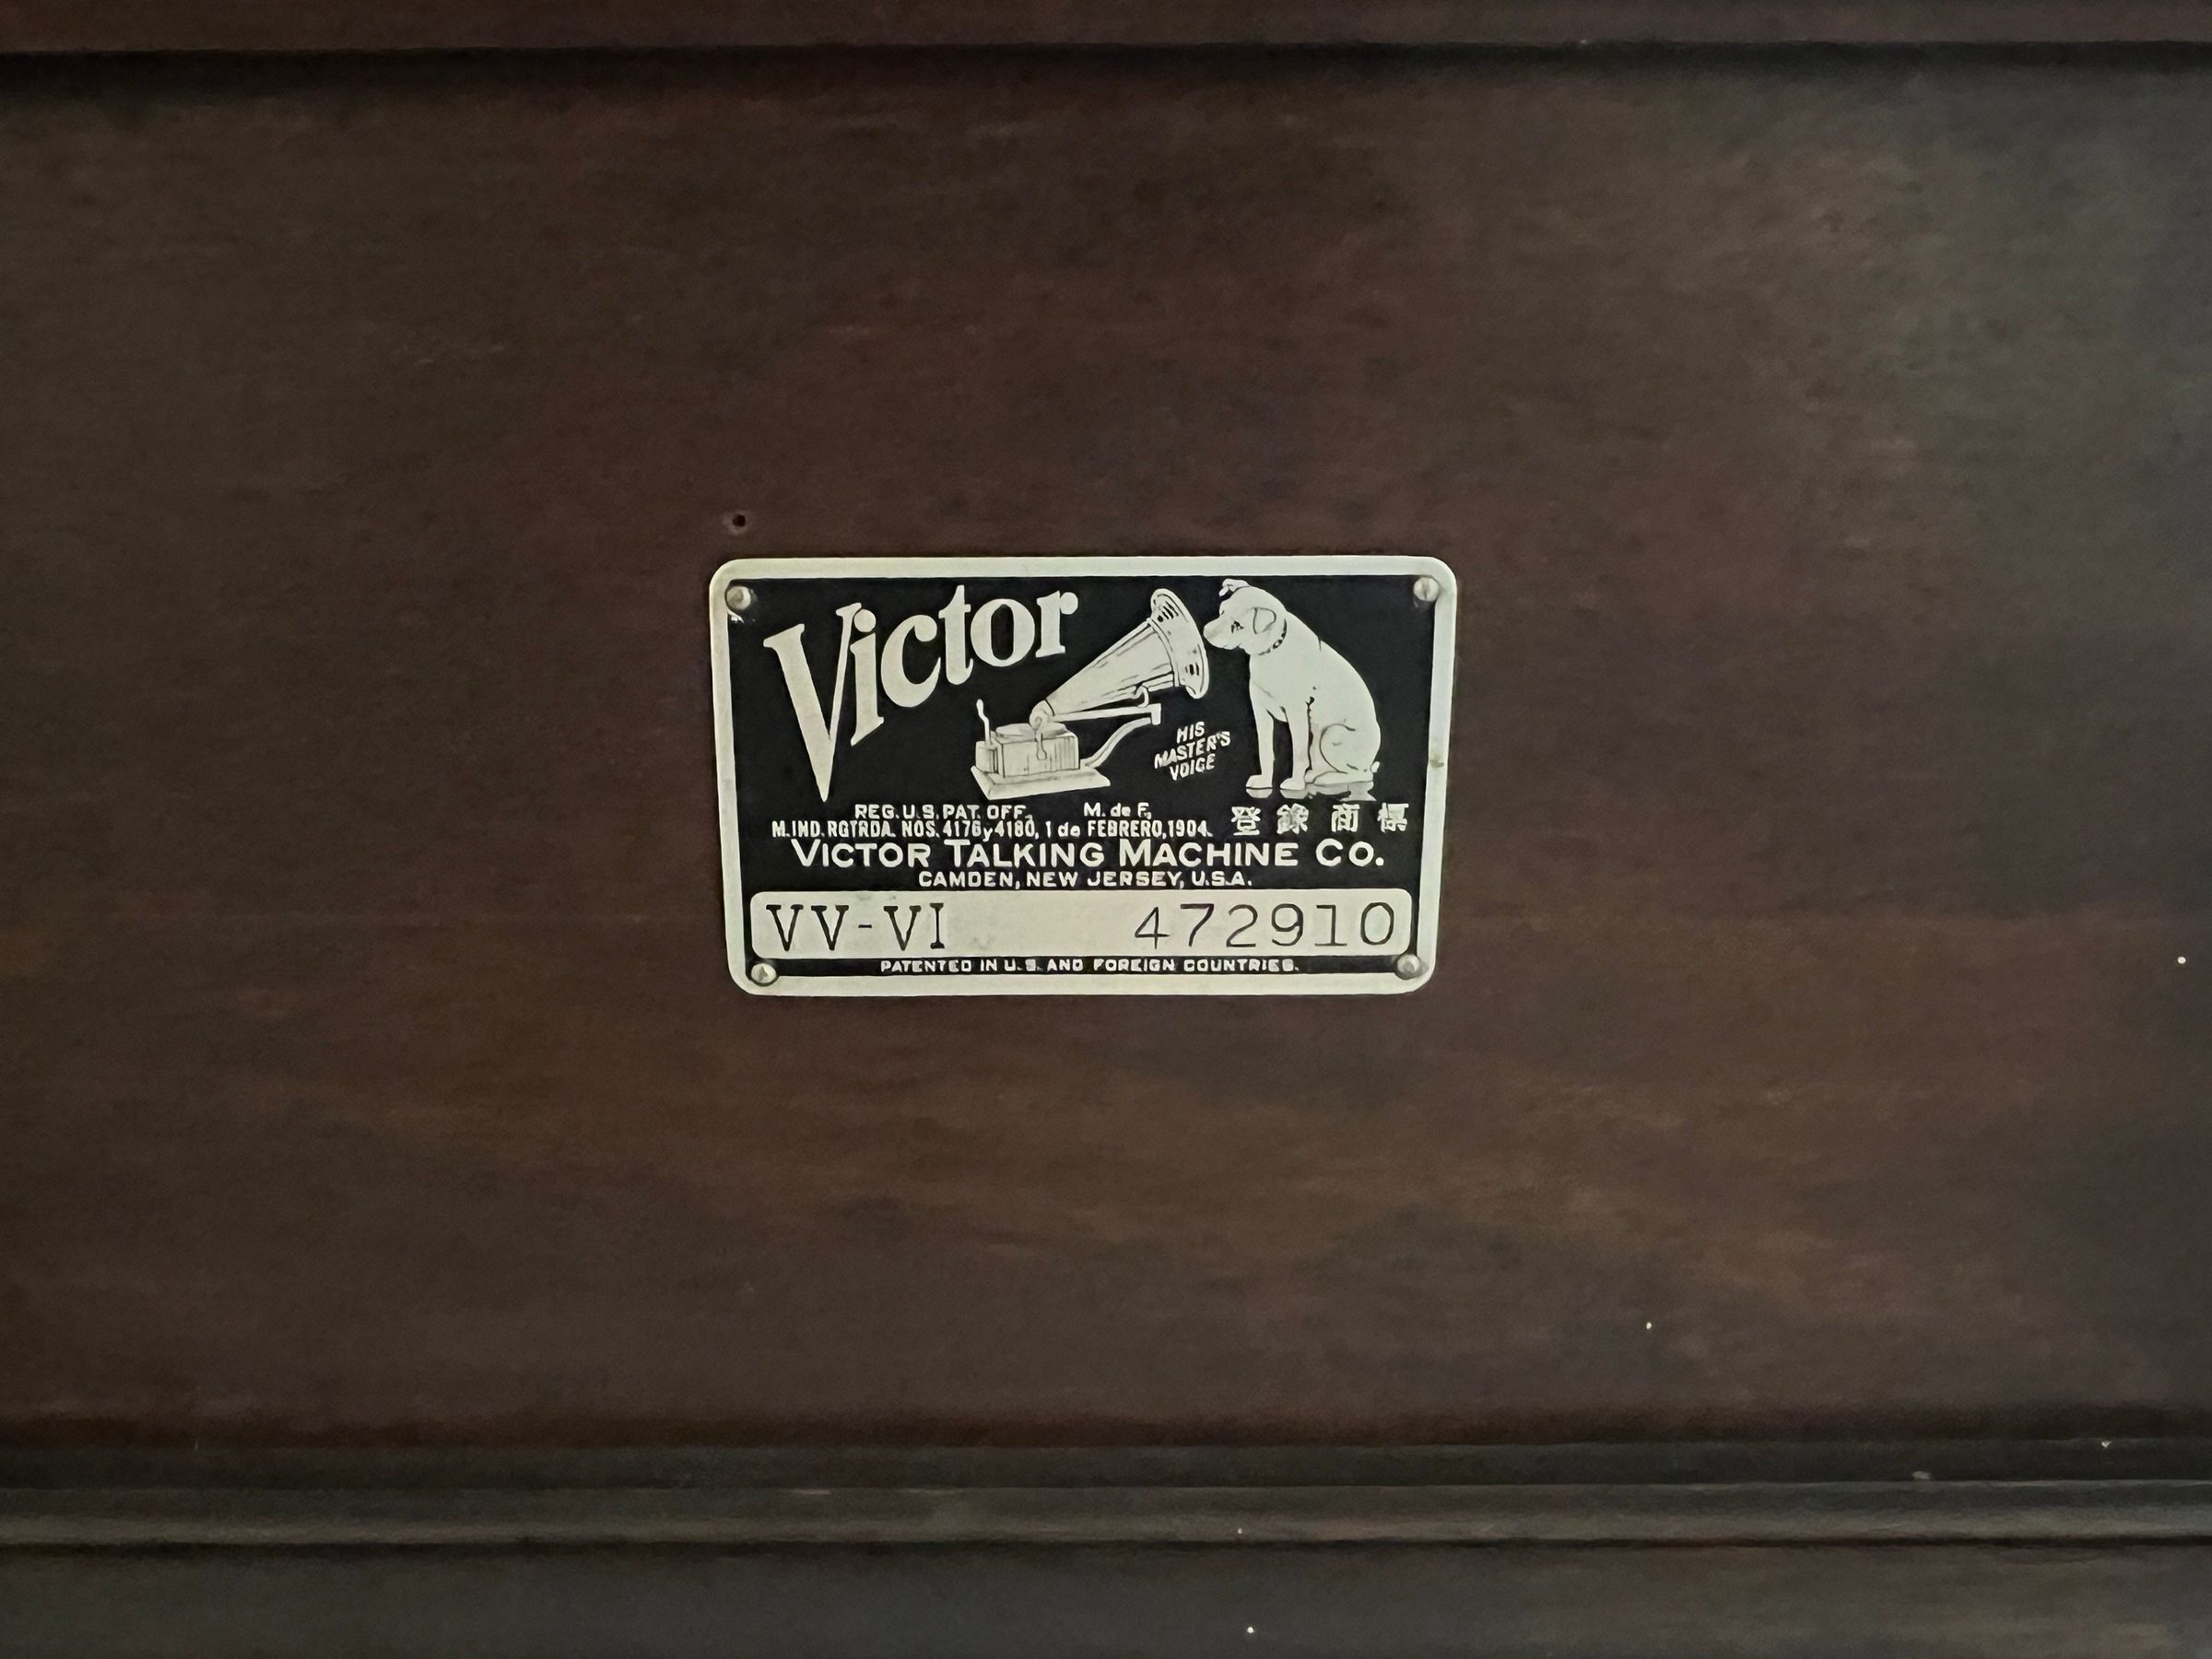 Victor
HIS
MASTER'S
VOICE
REG. U.S. PAT. OFF. M. de F.
M. IND. RGTRDA. NOS. 4176 y 4180, 1 de FEBRERO, 1904. 登録商標
VICTOR TALKING MACHINE CO.
CAMDEN, NEW JERSEY, U.S.A.
VV-VI 472910
PATENTED IN U.S. AND FOREIGN COUNTRIES.